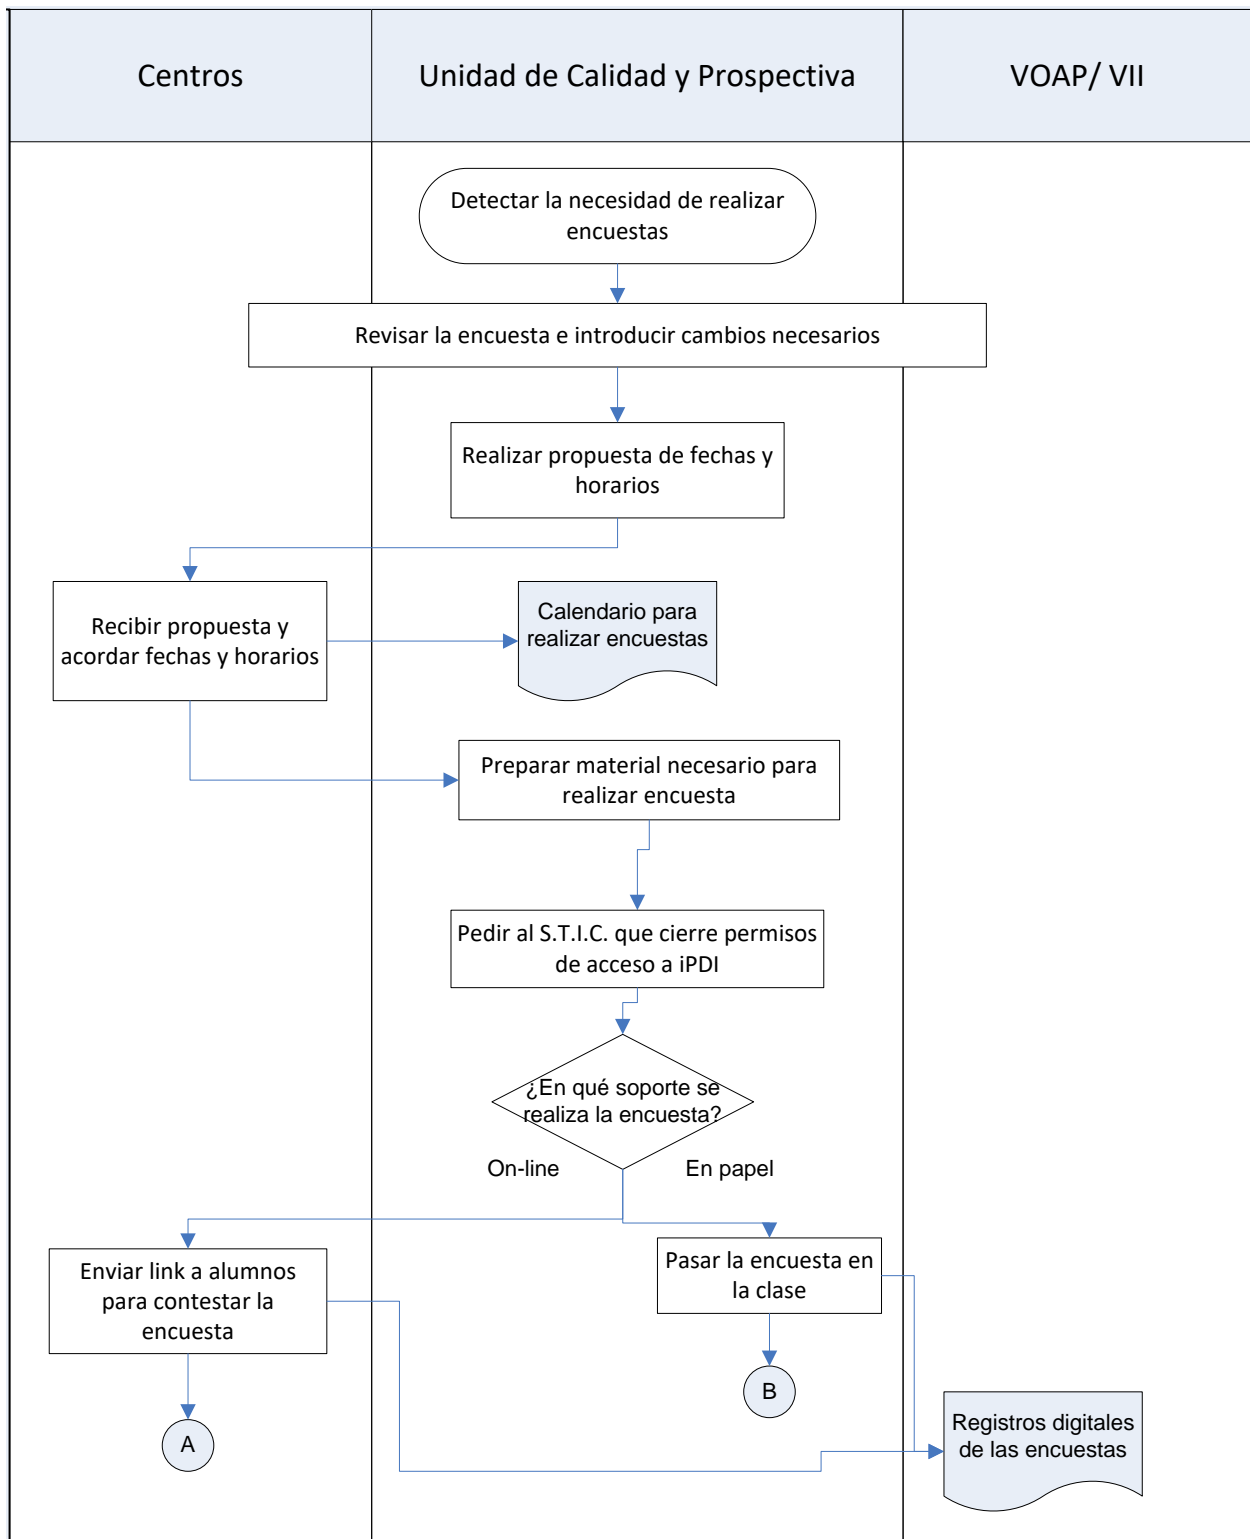 Centros
Unidad de Calidad y Prospectiva
VOAP/ VII
Detectar la necesidad de realizar
encuestas
Revisar la encuesta e introducir cambios necesarios
Realizar propuesta de fechas y
horarios
Recibir propuesta y
acordar fechas y horarios
Calendario para
realizar encuestas
Preparar material necesario para
realizar encuesta
Pedir al S.T.I.C. que cierre permisos
de acceso a iPDI
¿En qué soporte se
realiza la encuesta?
On-line
En papel
Enviar link a alumnos
para contestar la
encuesta
Pasar la encuesta en
la clase
B
A
Registros digitales
de las encuestas